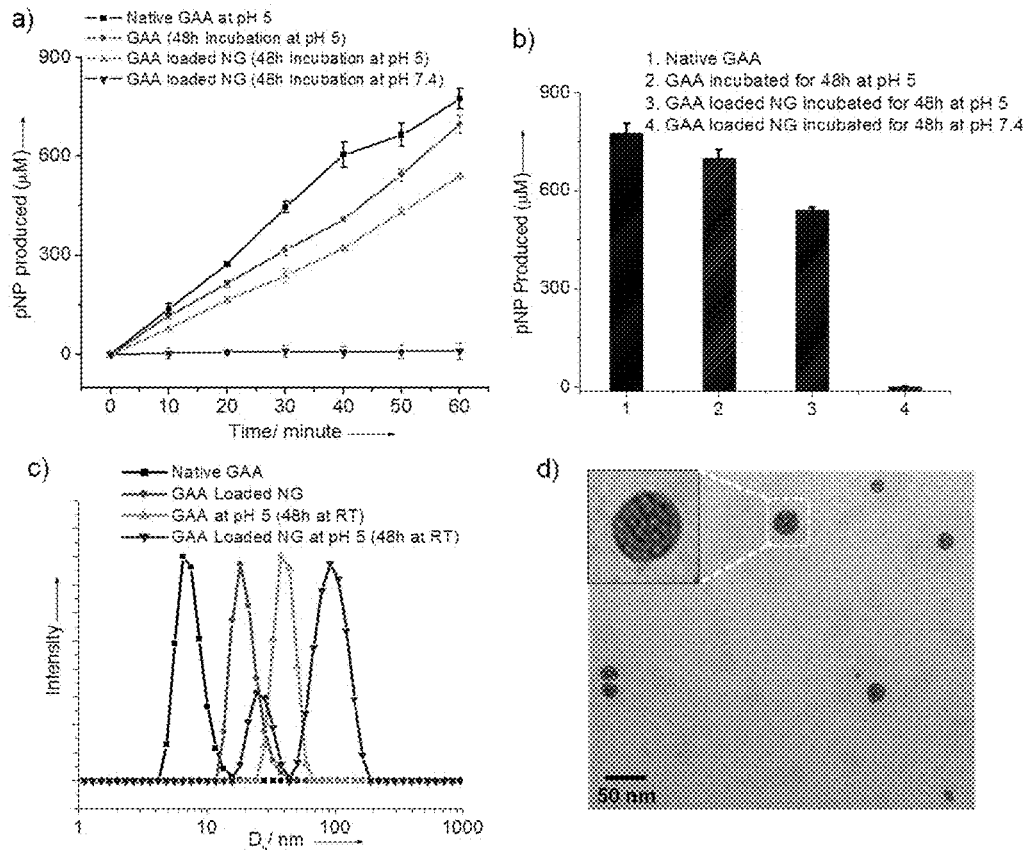 a)
Native GAA at pH 5
GAA (48h Incubation at pH 5)
GAA loaded NG (48h Incubation at pH 5)
GAA loaded NG (48h Incubation at pH 7.4)
900
600
300
0
pNP produced (µM)
0 10 20 30 40 50 60
Time/ minute
b)
1. Native GAA
2. GAA incubated for 48h at pH 5
3. GAA loaded NG incubated for 48h at pH 5
4. GAA loaded NG incubated for 48h at pH 7.4
900
600
300
0
pNP Produced (µM)
1 2 3 4
c)
Native GAA
GAA Loaded NG
GAA at pH 5 (48h at RT)
GAA Loaded NG at pH 5 (48h at RT)
Intensity
1 10 100 1000
Dh/ nm
d)
50 nm